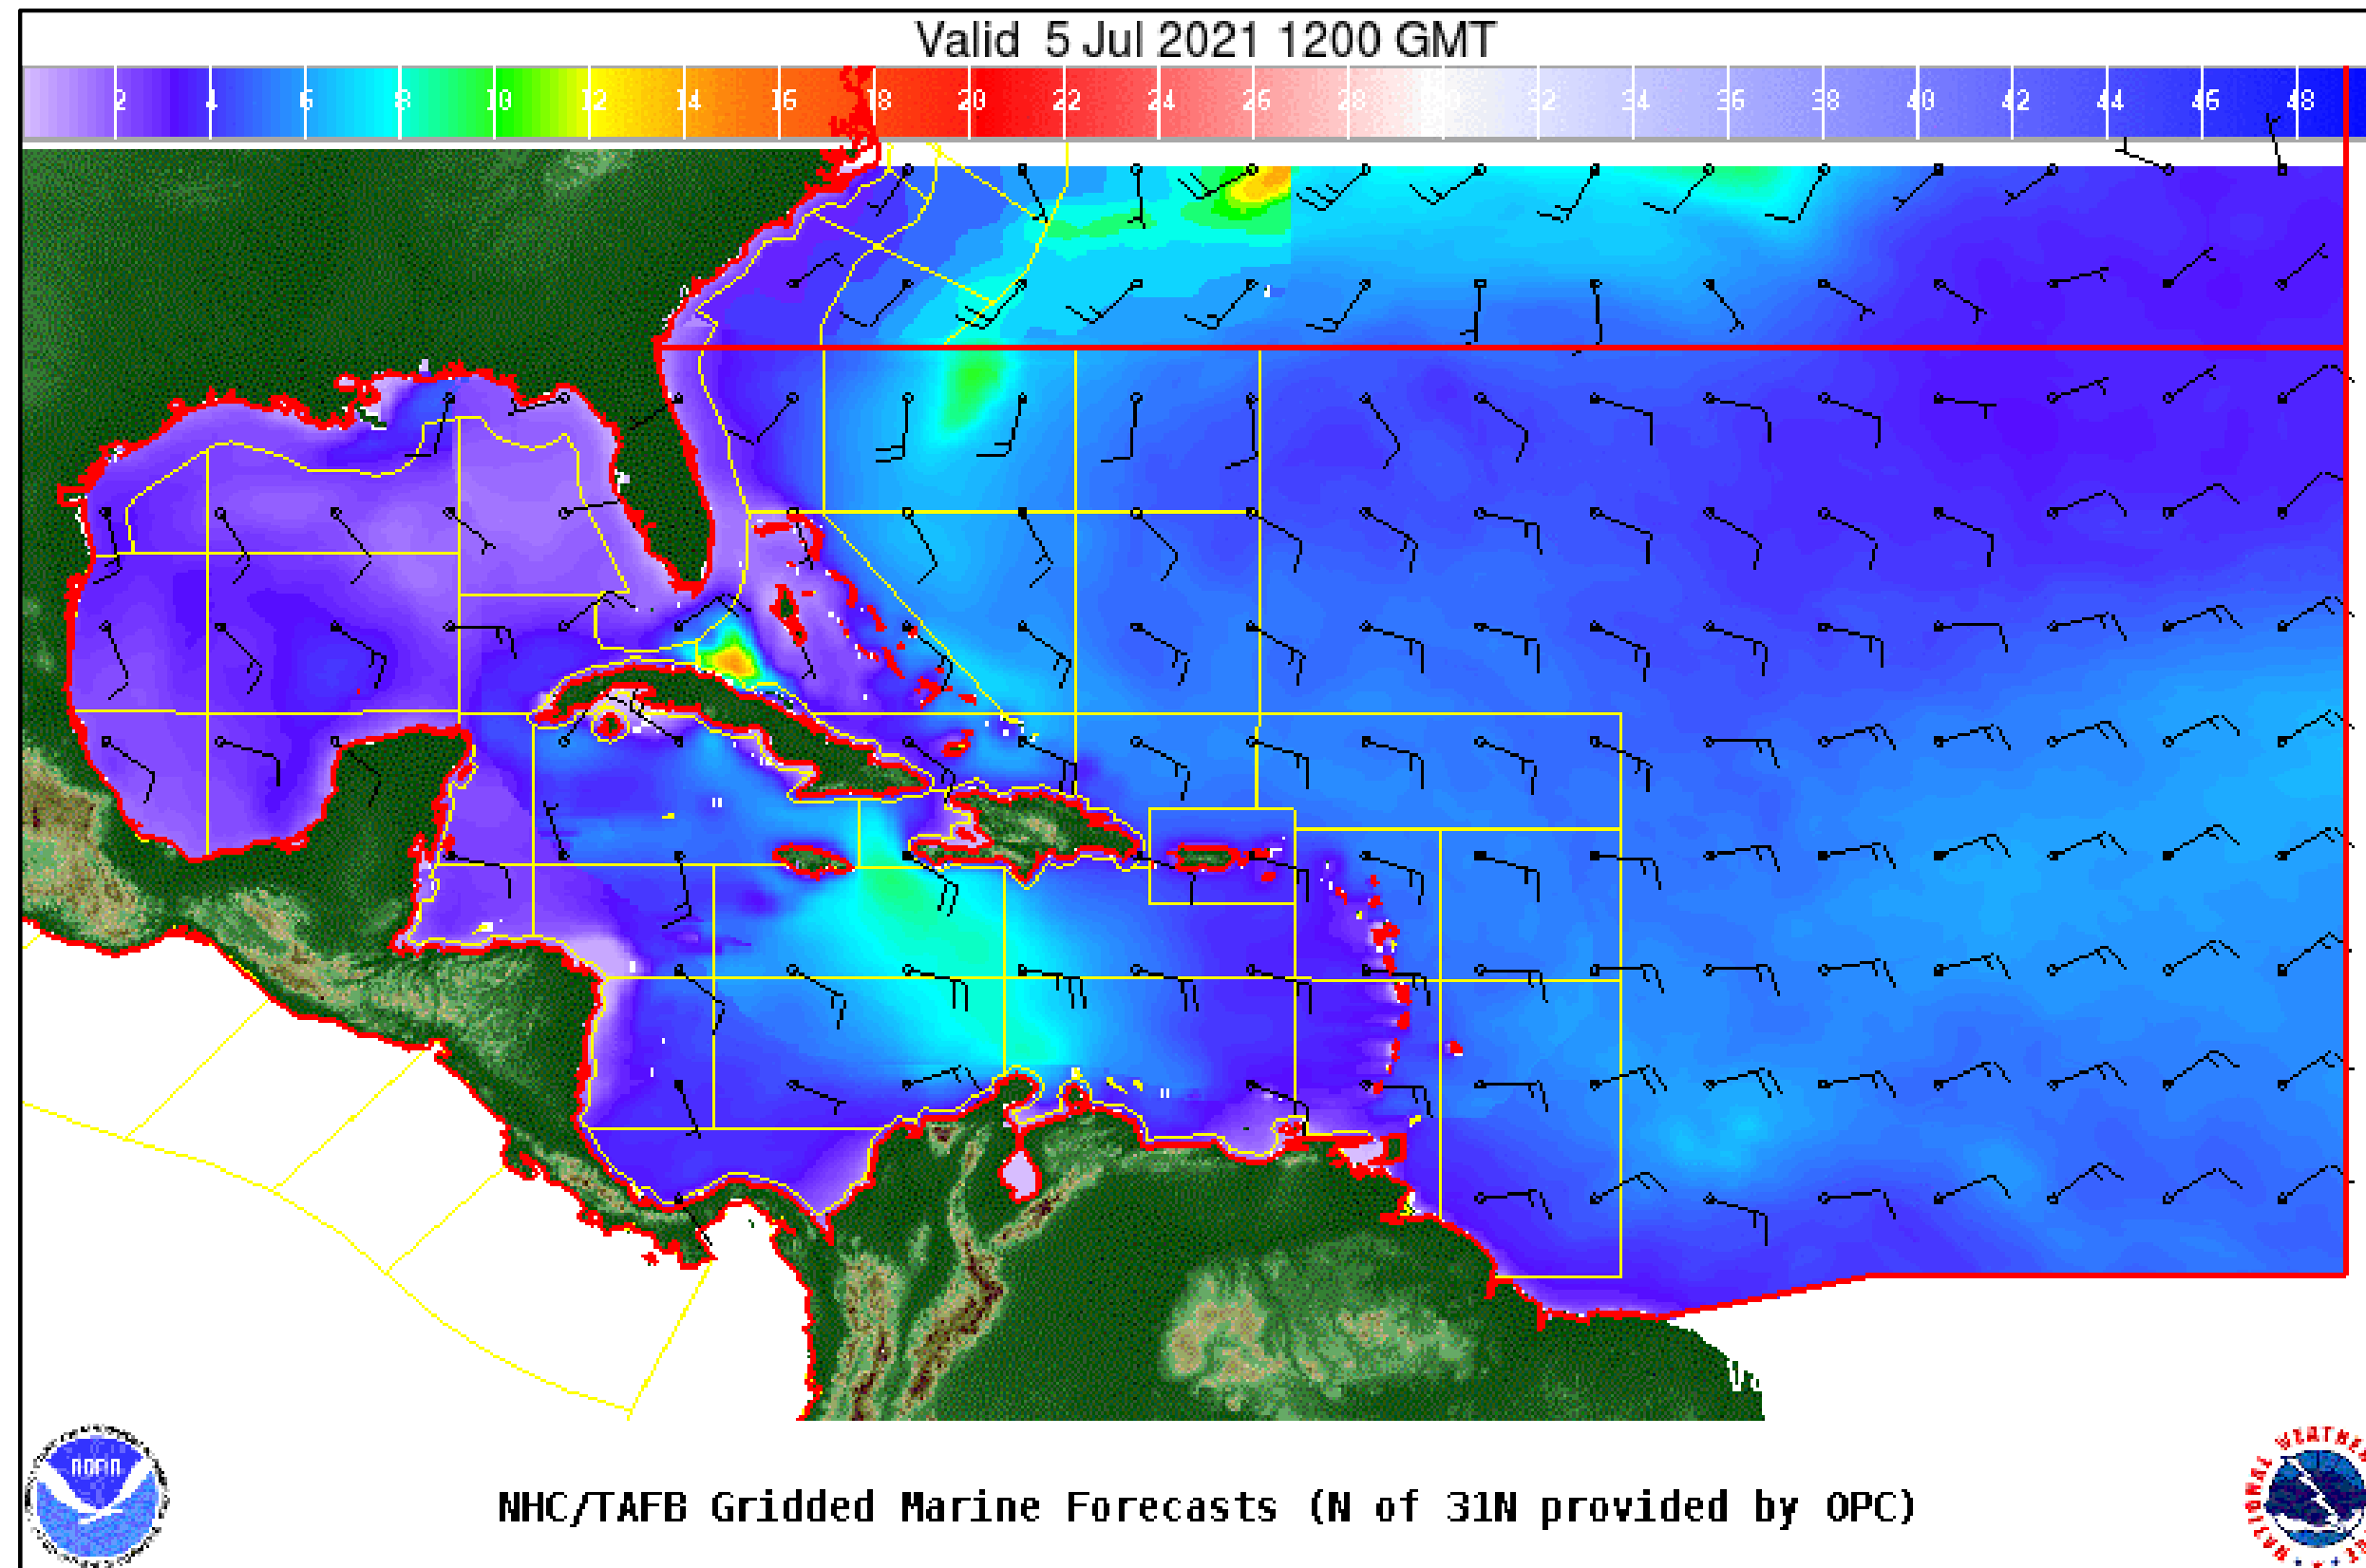 Valid 5 Jul 2021 1200 GMT
2 4 6 8 10 12 14 16 18 20 22 24 26 28 30 32 34 36 38 40 42 44 46 48
NOAA
NHC/TAFB Gridded Marine Forecasts (N of 31N provided by OPC)
NATIONAL WEATHER